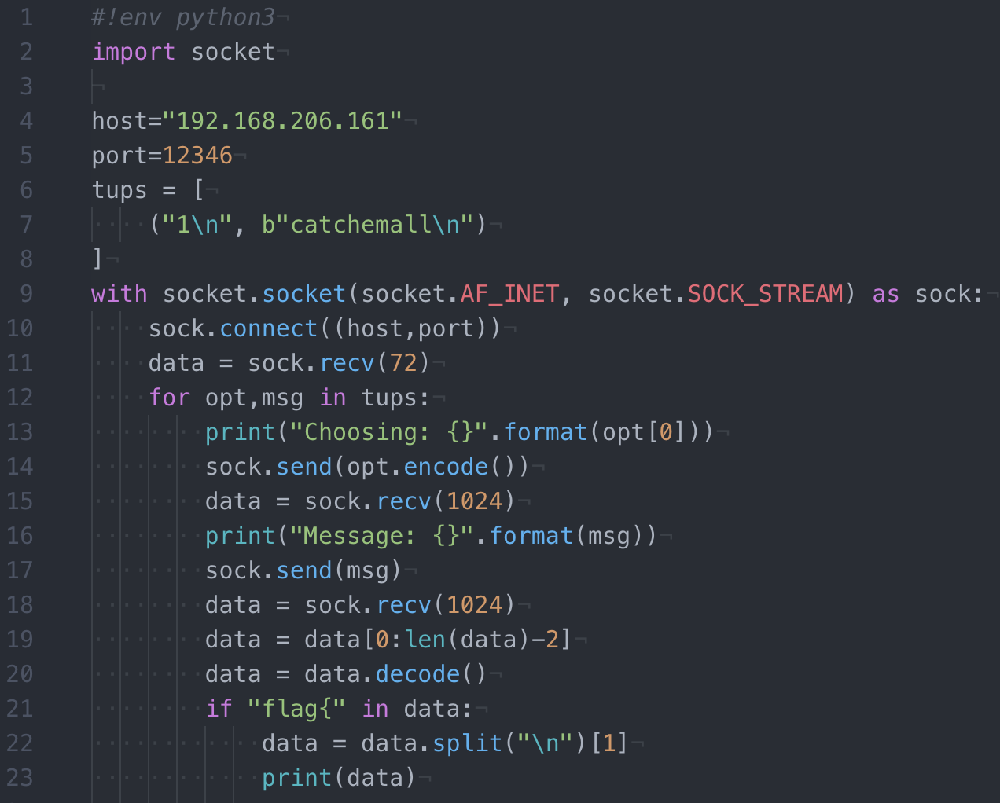 1 #!env python3¬
2 import socket¬
3 ¬
4 host="192.168.206.161"¬
5 port=12346¬
6 tups = [¬
7     ("1\n", b"catchemall\n")¬
8 ]¬
9 with socket.socket(socket.AF_INET, socket.SOCK_STREAM) as sock:¬
10     sock.connect((host,port))¬
11     data = sock.recv(72)¬
12     for opt,msg in tups:¬
13         print("Choosing: {}".format(opt[0]))¬
14         sock.send(opt.encode())¬
15         data = sock.recv(1024)¬
16         print("Message: {}".format(msg))¬
17         sock.send(msg)¬
18         data = sock.recv(1024)¬
19         data = data[0:len(data)-2]¬
20         data = data.decode()¬
21         if "flag{" in data:¬
22             data = data.split("\n")[1]¬
23             print(data)¬